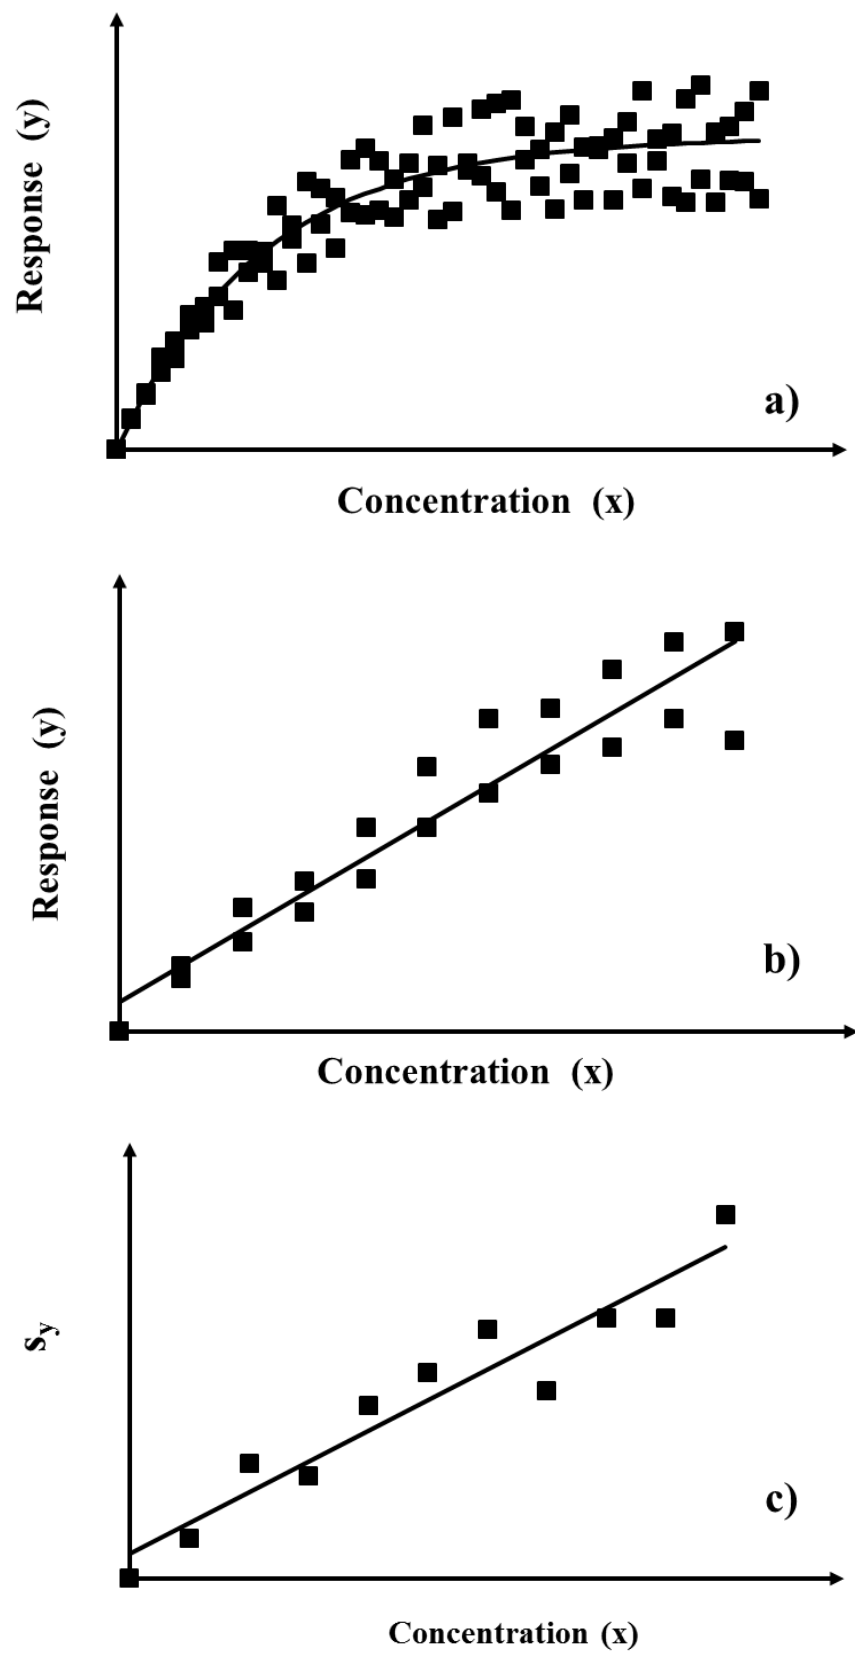 Response (y)
a)
Concentration (x)
Response (y)
b)
Concentration (x)
sy
c)
Concentration (x)